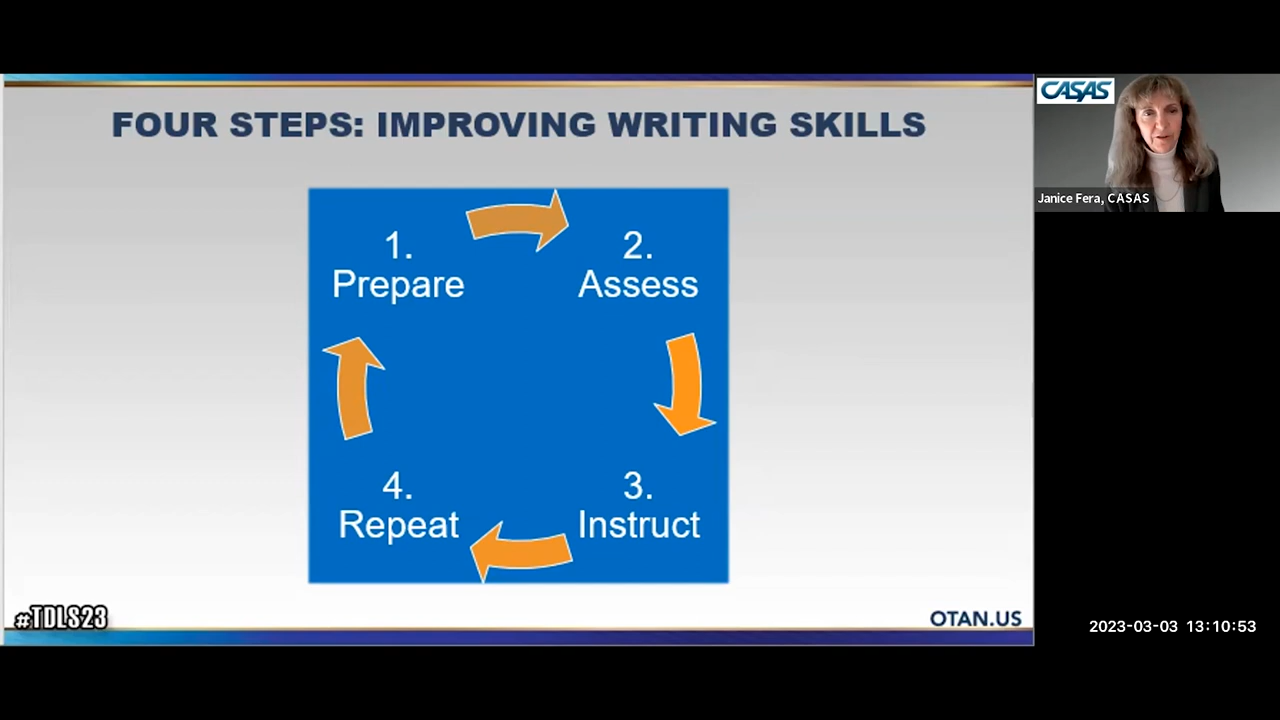 FOUR STEPS: IMPROVING WRITING SKILLS
1.
Prepare
2.
Assess
4.
Repeat
3.
Instruct
#TDLS23
OTAN.US
CASAS
Janice Fera, CASAS
2023-03-03 13:10:53